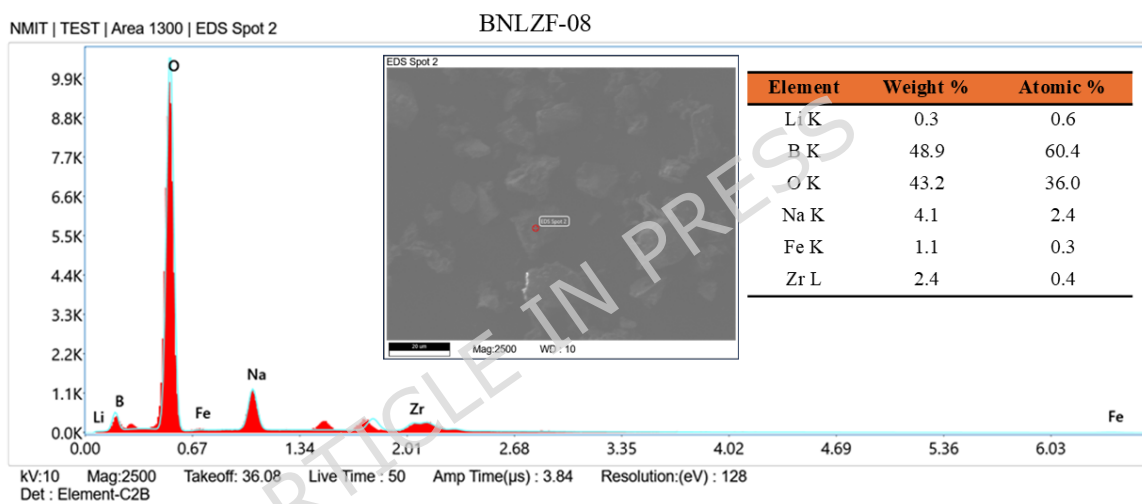 BNLZF-08
NMIT | TEST | Area 1300 | EDS Spot 2
9.9K
8.8K
7.7K
6.6K
5.5K
4.4K
3.3K
2.2K
1.1K
0.0K
O
Li
B
Fe
Na
Zr
Fe
0.00 0.67 1.34 2.01 2.68 3.35 4.02 4.69 5.36 6.03
kV:10 Mag:2500 Takeoff: 36.08 Live Time : 50 Amp Time(µs) : 3.84 Resolution:(eV) : 128
Det : Element-C2B
EDS Spot 2
EDS Spot 2
20 um Mag:2500 WD : 10
Element Weight % Atomic %
Li K 0.3 0.6
B K 48.9 60.4
O K 43.2 36.0
Na K 4.1 2.4
Fe K 1.1 0.3
Zr L 2.4 0.4
ARTICLE IN PRESS